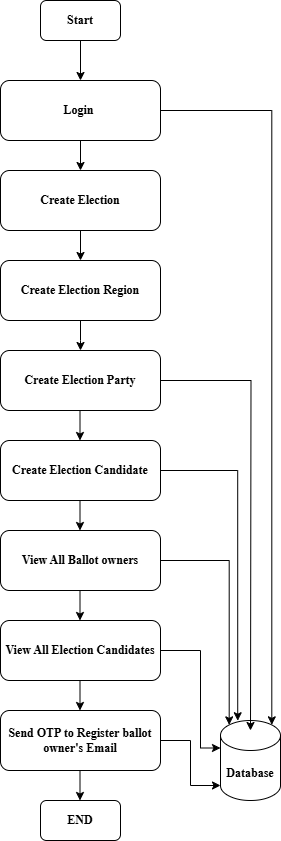 Start
Login
Create Election
Create Election Region
Create Election Party
Create Election Candidate
View All Ballot owners
View All Election Candidates
Send OTP to Register ballot
owner's Email
Database
END